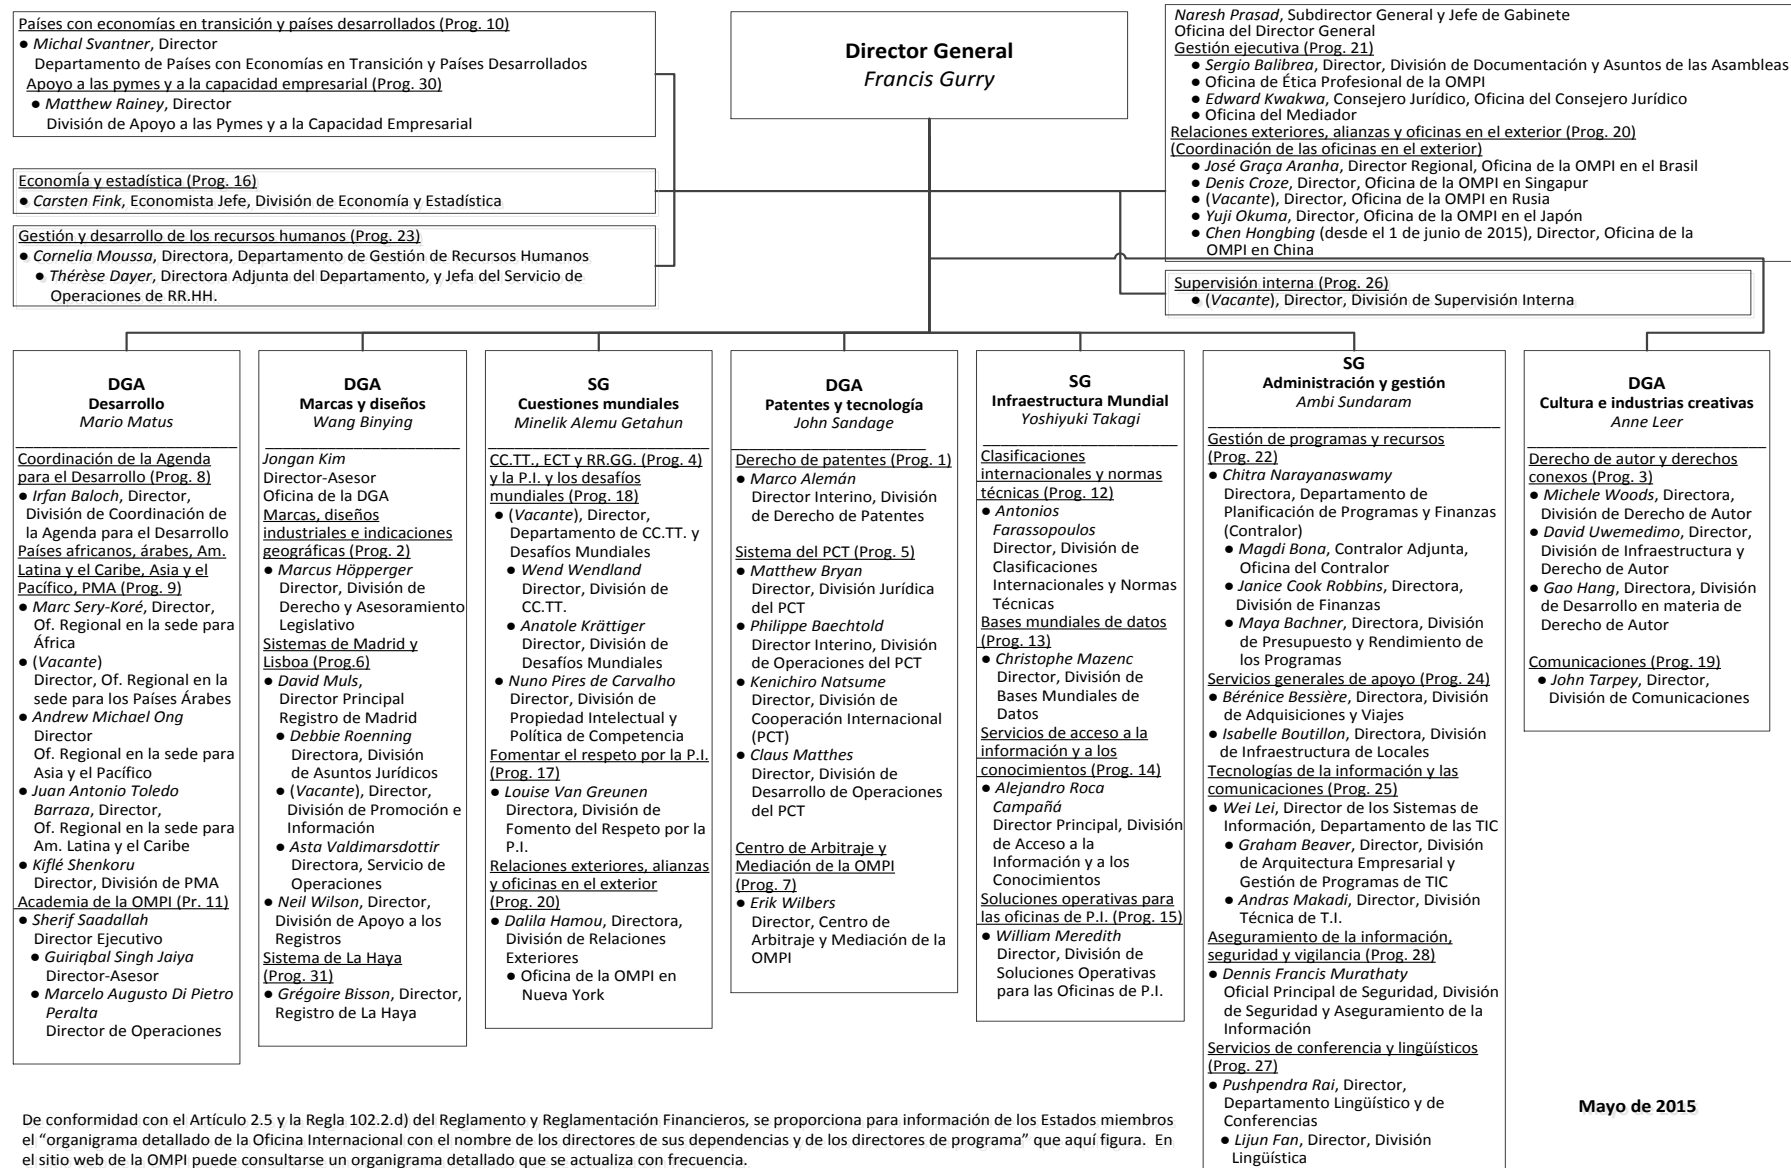 Países con economías en transición y países desarrollados (Prog. 10)
● Michal Svantner, Director
Departamento de Países con Economías en Transición y Países Desarrollados
Apoyo a las pymes y a la capacidad empresarial (Prog. 30)
● Matthew Rainey, Director
División de Apoyo a las Pymes y a la Capacidad Empresarial
Economía y estadística (Prog. 16)
● Carsten Fink, Economista Jefe, División de Economía y Estadística
Gestión y desarrollo de los recursos humanos (Prog. 23)
● Cornelia Moussa, Directora, Departamento de Gestión de Recursos Humanos
● Thérèse Dayer, Directora Adjunta del Departamento, y Jefa del Servicio de
Operaciones de RR.HH.
Director General
Francis Gurry
Naresh Prasad, Subdirector General y Jefe de Gabinete
Oficina del Director General
Gestión ejecutiva (Prog. 21)
● Sergio Balibrea, Director, División de Documentación y Asuntos de las Asambleas
● Oficina de Ética Profesional de la OMPI
● Edward Kwakwa, Consejero Jurídico, Oficina del Consejero Jurídico
● Oficina del Mediador
Relaciones exteriores, alianzas y oficinas en el exterior (Prog. 20)
(Coordinación de las oficinas en el exterior)
● José Graça Aranha, Director Regional, Oficina de la OMPI en el Brasil
● Denis Croze, Director, Oficina de la OMPI en Singapur
● (Vacante), Director, Oficina de la OMPI en Rusia
● Yuji Okuma, Director, Oficina de la OMPI en el Japón
● Chen Hongbing (desde el 1 de junio de 2015), Director, Oficina de la
OMPI en China
Supervisión interna (Prog. 26)
● (Vacante), Director, División de Supervisión Interna
DGA
Desarrollo
Mario Matus
Coordinación de la Agenda
para el Desarrollo (Prog. 8)
● Irfan Baloch, Director,
División de Coordinación de
la Agenda para el Desarrollo
Países africanos, árabes, Am.
Latina y el Caribe, Asia y el
Pacífico, PMA (Prog. 9)
● Marc Sery-Koré, Director,
Of. Regional en la sede para
África
● (Vacante)
Director, Of. Regional en la
sede para los Países Árabes
● Andrew Michael Ong
Director
Of. Regional en la sede para
Asia y el Pacífico
● Juan Antonio Toledo
Barraza, Director,
Of. Regional en la sede para
Am. Latina y el Caribe
● Kiflé Shenkoru
Director, División de PMA
Academia de la OMPI (Pr. 11)
● Sherif Saadallah
Director Ejecutivo
● Guiriqbal Singh Jaiya
Director-Asesor
● Marcelo Augusto Di Pietro
Peralta
Director de Operaciones
DGA
Marcas y diseños
Wang Binying
Jongan Kim
Director-Asesor
Oficina de la DGA
Marcas, diseños
industriales e indicaciones
geográficas (Prog. 2)
● Marcus Höpperger
Director, División de
Derecho y Asesoramiento
Legislativo
Sistemas de Madrid y
Lisboa (Prog.6)
● David Muls,
Director Principal
Registro de Madrid
● Debbie Roenning
Directora, División
de Asuntos Jurídicos
● (Vacante), Director,
División de Promoción e
Información
● Asta Valdimarsdottir
Directora, Servicio de
Operaciones
● Neil Wilson, Director,
División de Apoyo a los
Registros
Sistema de La Haya
(Prog. 31)
● Grégoire Bisson, Director,
Registro de La Haya
SG
Cuestiones mundiales
Minelik Alemu Getahun
CC.TT., ECT y RR.GG. (Prog. 4)
y la P.I. y los desafíos
mundiales (Prog. 18)
● (Vacante), Director,
Departamento de CC.TT. y
Desafíos Mundiales
● Wend Wendland
Director, División de
CC.TT.
● Anatole Krättiger
Director, División de
Desafíos Mundiales
● Nuno Pires de Carvalho
Director, División de
Propiedad Intelectual y
Política de Competencia
Fomentar el respeto por la P.I.
(Prog. 17)
● Louise Van Greunen
Directora, División de
Fomento del Respeto por la
P.I.
Relaciones exteriores, alianzas
y oficinas en el exterior
(Prog. 20)
● Dalila Hamou, Directora,
División de Relaciones
Exteriores
● Oficina de la OMPI en
Nueva York
DGA
Patentes y tecnología
John Sandage
Derecho de patentes (Prog. 1)
● Marco Alemán
Director Interino, División
de Derecho de Patentes
Sistema del PCT (Prog. 5)
● Matthew Bryan
Director, División Jurídica
del PCT
● Philippe Baechtold
Director Interino, División
de Operaciones del PCT
● Kenichiro Natsume
Director, División de
Cooperación Internacional
(PCT)
● Claus Matthes
Director, División de
Desarrollo de Operaciones
del PCT
Centro de Arbitraje y
Mediación de la OMPI
(Prog. 7)
● Erik Wilbers
Director, Centro de
Arbitraje y Mediación de la
OMPI
SG
Infraestructura Mundial
Yoshiyuki Takagi
Clasificaciones
internacionales y normas
técnicas (Prog. 12)
● Antonios
Farassopoulos
Director, División de
Clasificaciones
Internacionales y Normas
Técnicas
Bases mundiales de datos
(Prog. 13)
● Christophe Mazenc
Director, División de
Bases Mundiales de
Datos
Servicios de acceso a la
información y a los
conocimientos (Prog. 14)
● Alejandro Roca
Campañá
Director Principal, División
de Acceso a la
Información y a los
Conocimientos
Soluciones operativas para
las oficinas de P.I. (Prog. 15)
● William Meredith
Director, División de
Soluciones Operativas
para las Oficinas de P.I.
SG
Administración y gestión
Ambi Sundaram
Gestión de programas y recursos
(Prog. 22)
● Chitra Narayanaswamy
Directora, Departamento de
Planificación de Programas y Finanzas
(Contralor)
● Magdi Bona, Contralor Adjunta,
Oficina del Contralor
● Janice Cook Robbins, Directora,
División de Finanzas
● Maya Bachner, Directora, División
de Presupuesto y Rendimiento de
los Programas
Servicios generales de apoyo (Prog. 24)
● Bérénice Bessière, Directora, División
de Adquisiciones y Viajes
● Isabelle Boutillon, Directora, División
de Infraestructura de Locales
Tecnologías de la información y las
comunicaciones (Prog. 25)
● Wei Lei, Director de los Sistemas de
Información, Departamento de las TIC
● Graham Beaver, Director, División
de Arquitectura Empresarial y
Gestión de Programas de TIC
● Andras Makadi, Director, División
Técnica de T.I.
Aseguramiento de la información,
seguridad y vigilancia (Prog. 28)
● Dennis Francis Murathaty
Oficial Principal de Seguridad, División
de Seguridad y Aseguramiento de la
Información
Servicios de conferencia y lingüísticos
(Prog. 27)
● Pushpendra Rai, Director,
Departamento Lingüístico y de
Conferencias
● Lijun Fan, Director, División
Lingüística
DGA
Cultura e industrias creativas
Anne Leer
Derecho de autor y derechos
conexos (Prog. 3)
● Michele Woods, Directora,
División de Derecho de Autor
● David Uwemedimo, Director,
División de Infraestructura y
Derecho de Autor
● Gao Hang, Directora, División
de Desarrollo en materia de
Derecho de Autor
Comunicaciones (Prog. 19)
● John Tarpey, Director,
División de Comunicaciones
De conformidad con el Artículo 2.5 y la Regla 102.2.d) del Reglamento y Reglamentación Financieros, se proporciona para información de los Estados miembros
el “organigrama detallado de la Oficina Internacional con el nombre de los directores de sus dependencias y de los directores de programa” que aquí figura. En
el sitio web de la OMPI puede consultarse un organigrama detallado que se actualiza con frecuencia.
Mayo de 2015